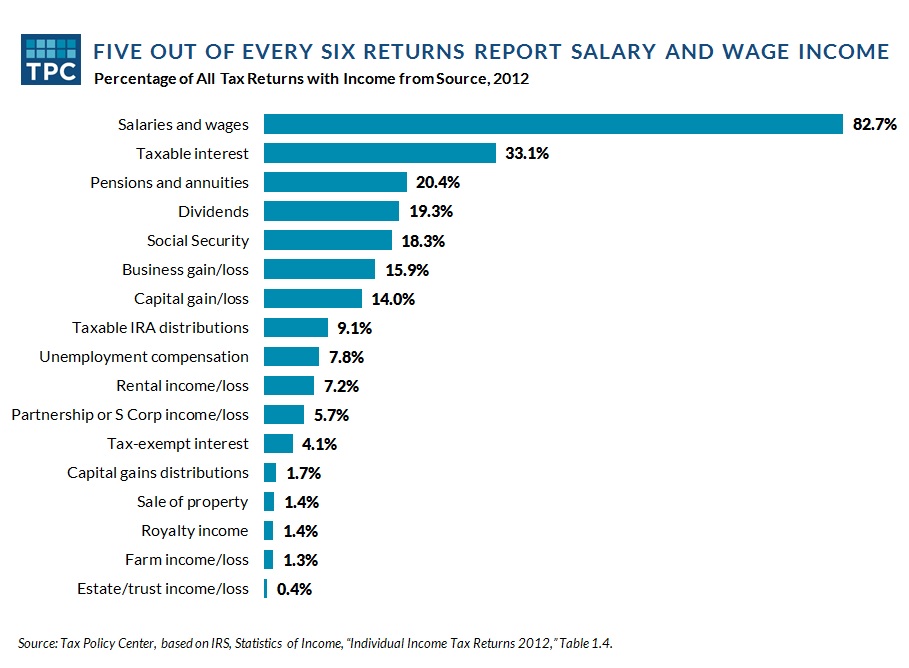 TPC
FIVE OUT OF EVERY SIX RETURNS REPORT SALARY AND WAGE INCOME
Percentage of All Tax Returns with Income from Source, 2012
Salaries and wages 82.7%
Taxable interest 33.1%
Pensions and annuities 20.4%
Dividends 19.3%
Social Security 18.3%
Business gain/loss 15.9%
Capital gain/loss 14.0%
Taxable IRA distributions 9.1%
Unemployment compensation 7.8%
Rental income/loss 7.2%
Partnership or S Corp income/loss 5.7%
Tax-exempt interest 4.1%
Capital gains distributions 1.7%
Sale of property 1.4%
Royalty income 1.4%
Farm income/loss 1.3%
Estate/trust income/loss 0.4%
Source: Tax Policy Center, based on IRS, Statistics of Income, "Individual Income Tax Returns 2012," Table 1.4.